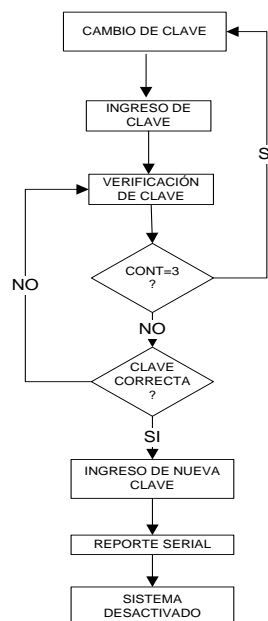 CAMBIO DE CLAVE
INGRESO DE
CLAVE
VERIFICACIÓN
DE CLAVE
S
CONT=3
?
NO
NO
CLAVE
CORRECTA
?
SI
INGRESO DE NUEVA
CLAVE
REPORTE SERIAL
SISTEMA
DESACTIVADO